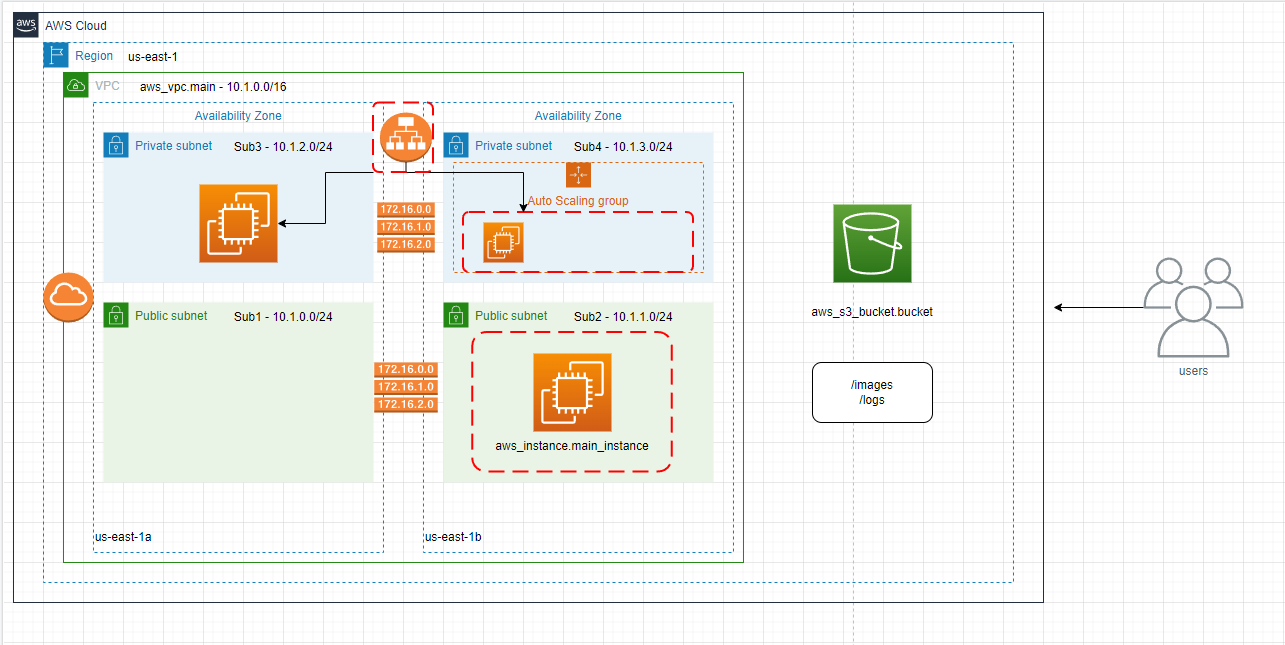 aws
AWS Cloud
Region us-east-1
VPC aws_vpc.main - 10.1.0.0/16
Availability Zone
Availability Zone
Private subnet Sub3 - 10.1.2.0/24
Private subnet Sub4 - 10.1.3.0/24
Auto Scaling group
172.16.0.0
172.16.1.0
172.16.2.0
Public subnet Sub1 - 10.1.0.0/24
Public subnet Sub2 - 10.1.1.0/24
172.16.0.0
172.16.1.0
172.16.2.0
aws_instance.main_instance
us-east-1a
us-east-1b
aws_s3_bucket.bucket
/images
/logs
users